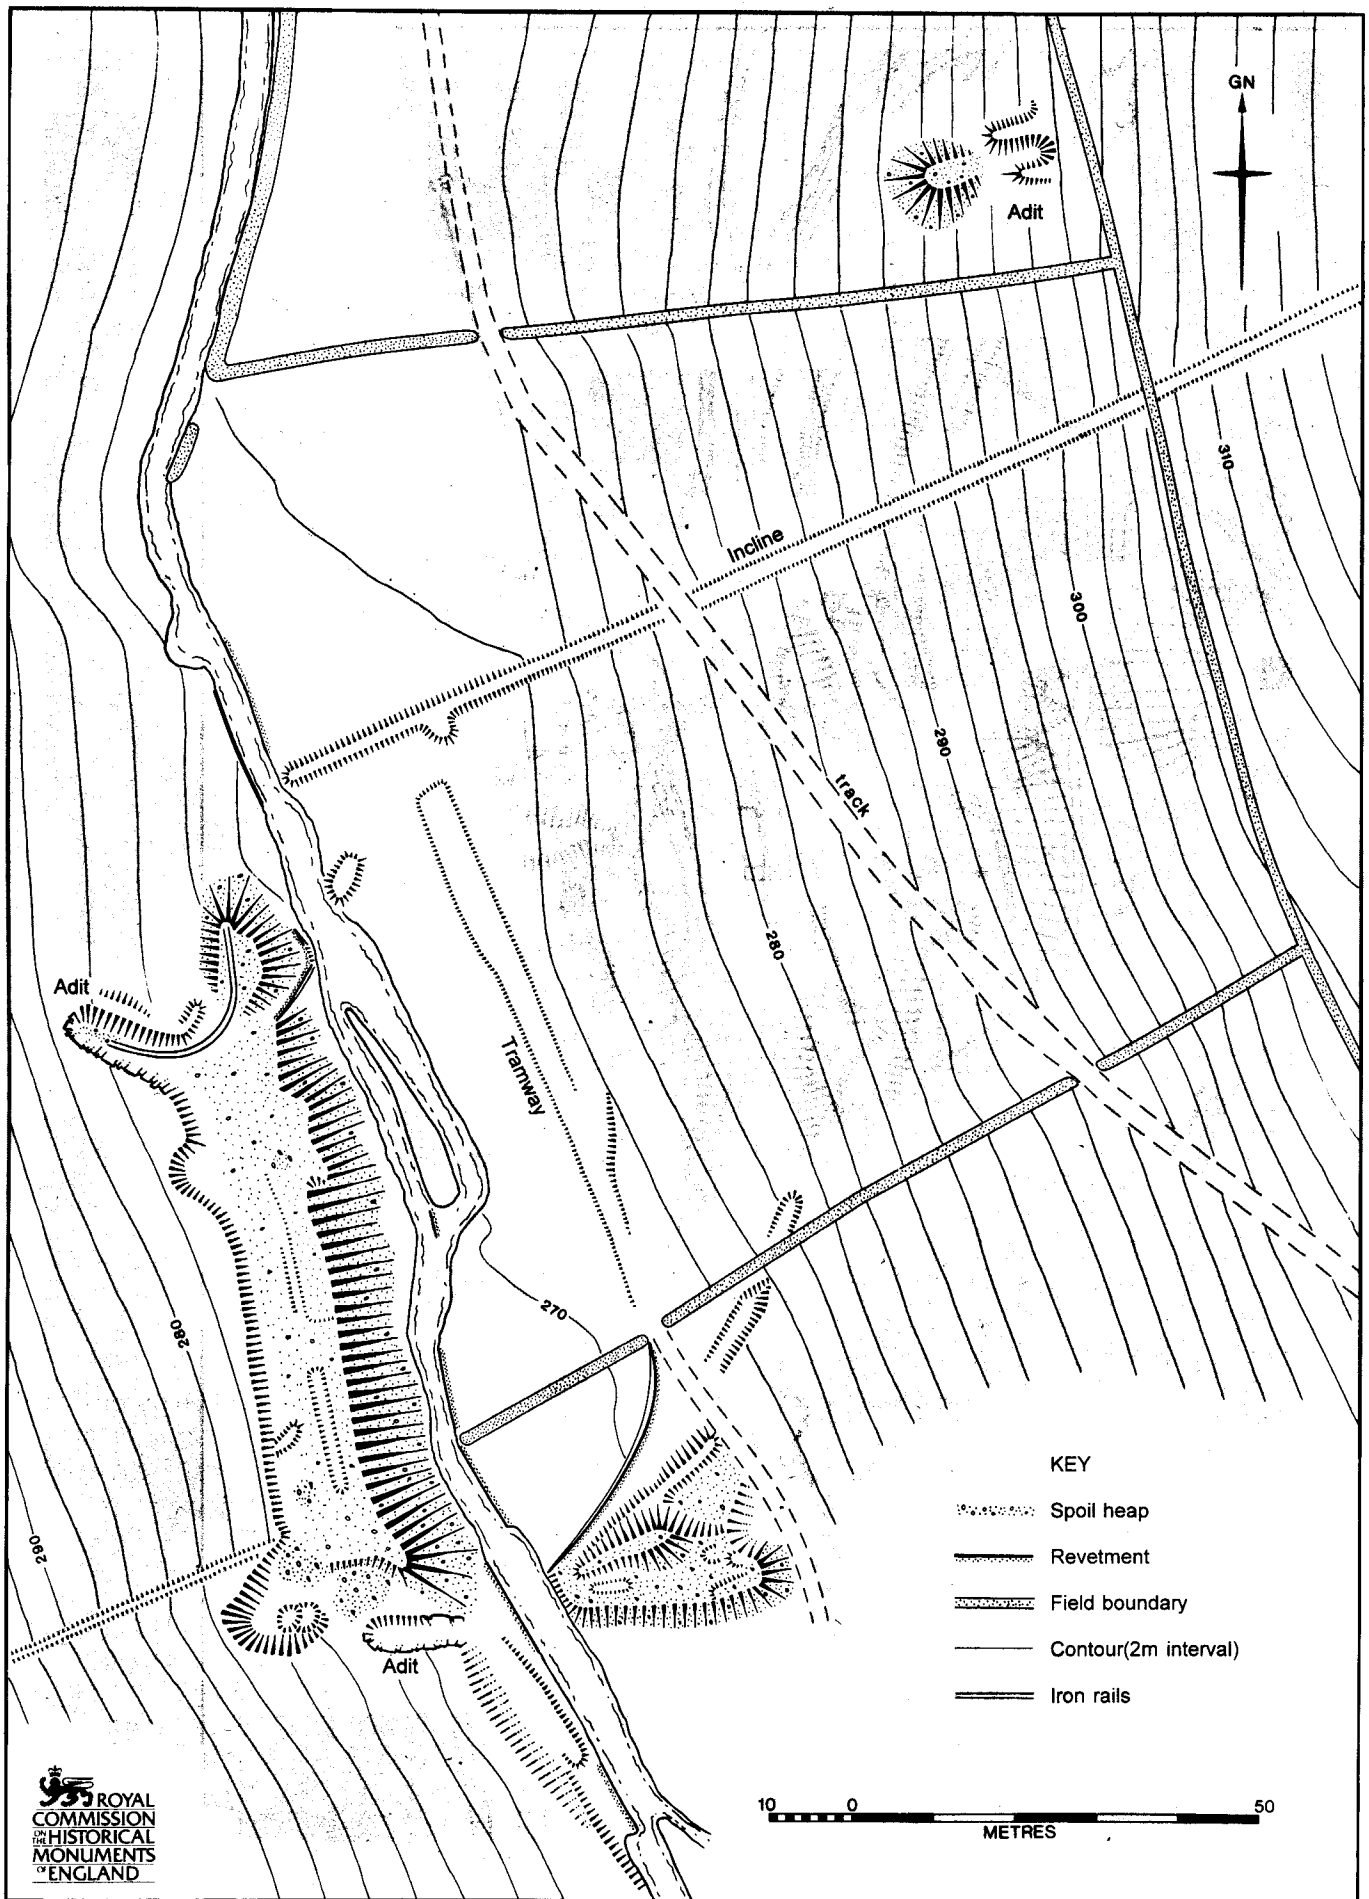 GN
Adit
310
Incline
300
290
track
280
Adit
Tramway
270
280
290
Adit
KEY
Spoil heap
Revetment
Field boundary
Contour(2m interval)
Iron rails
10 0 50
METRES
ROYAL
COMMISSION
ON THE HISTORICAL
MONUMENTS
OF ENGLAND